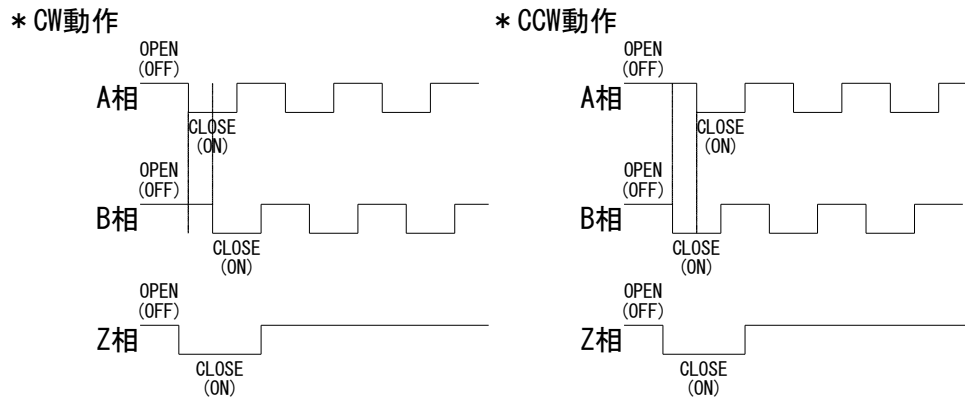 *CW動作
OPEN
(OFF)
A相
CLOSE
(ON)
OPEN
(OFF)
B相
CLOSE
(ON)
OPEN
(OFF)
Z相
CLOSE
(ON)
*CCW動作
OPEN
(OFF)
A相
CLOSE
(ON)
OPEN
(OFF)
B相
CLOSE
(ON)
OPEN
(OFF)
Z相
CLOSE
(ON)